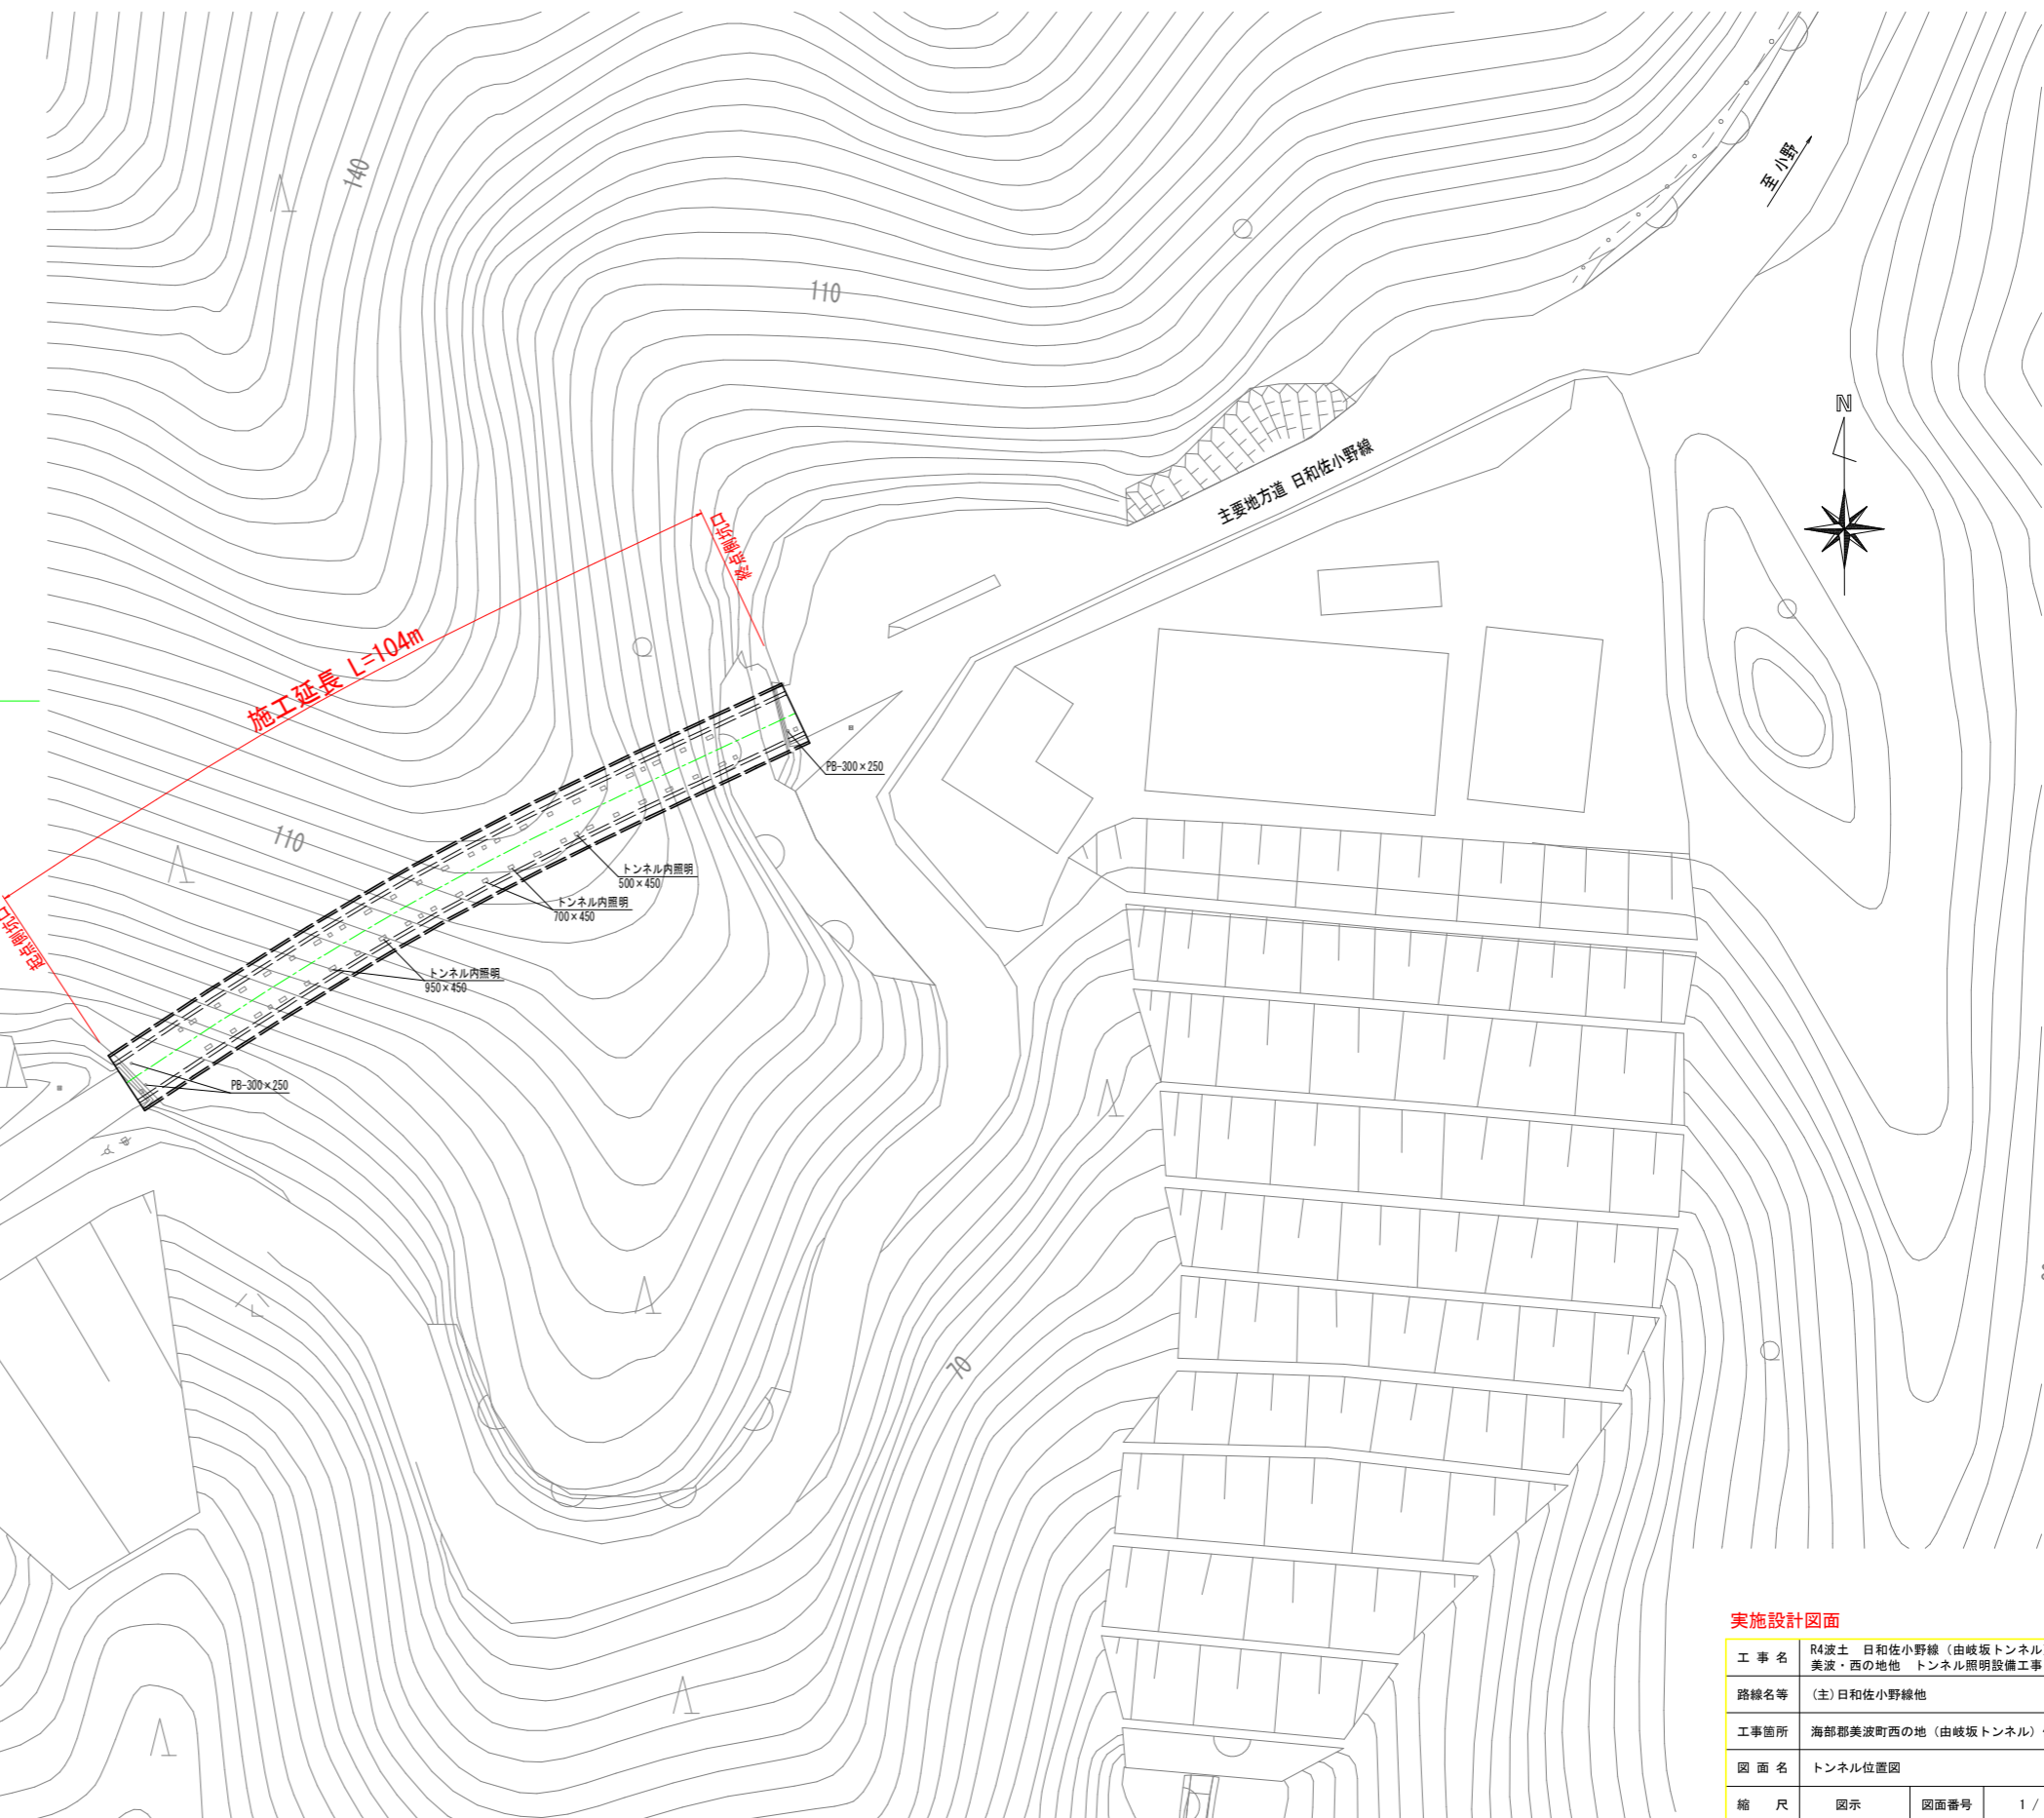 140
110
至 小野
N
主要地方道 日和佐小野線
終点側坑口
施工延長 L=104m
PB-300×250
110
トンネル内照明
500×450
トンネル内照明
700×450
起点側坑口
トンネル内照明
950×450
PB-300×250
70
実施設計図面
工事名 R4波土 日和佐小野線（由岐坂トンネル
美波・西の地他 トンネル照明設備工事
路線名等 (主)日和佐小野線他
工事箇所 海部郡美波町西の地（由岐坂トンネル）
図面名 トンネル位置図
縮尺 図示 図面番号 1 /